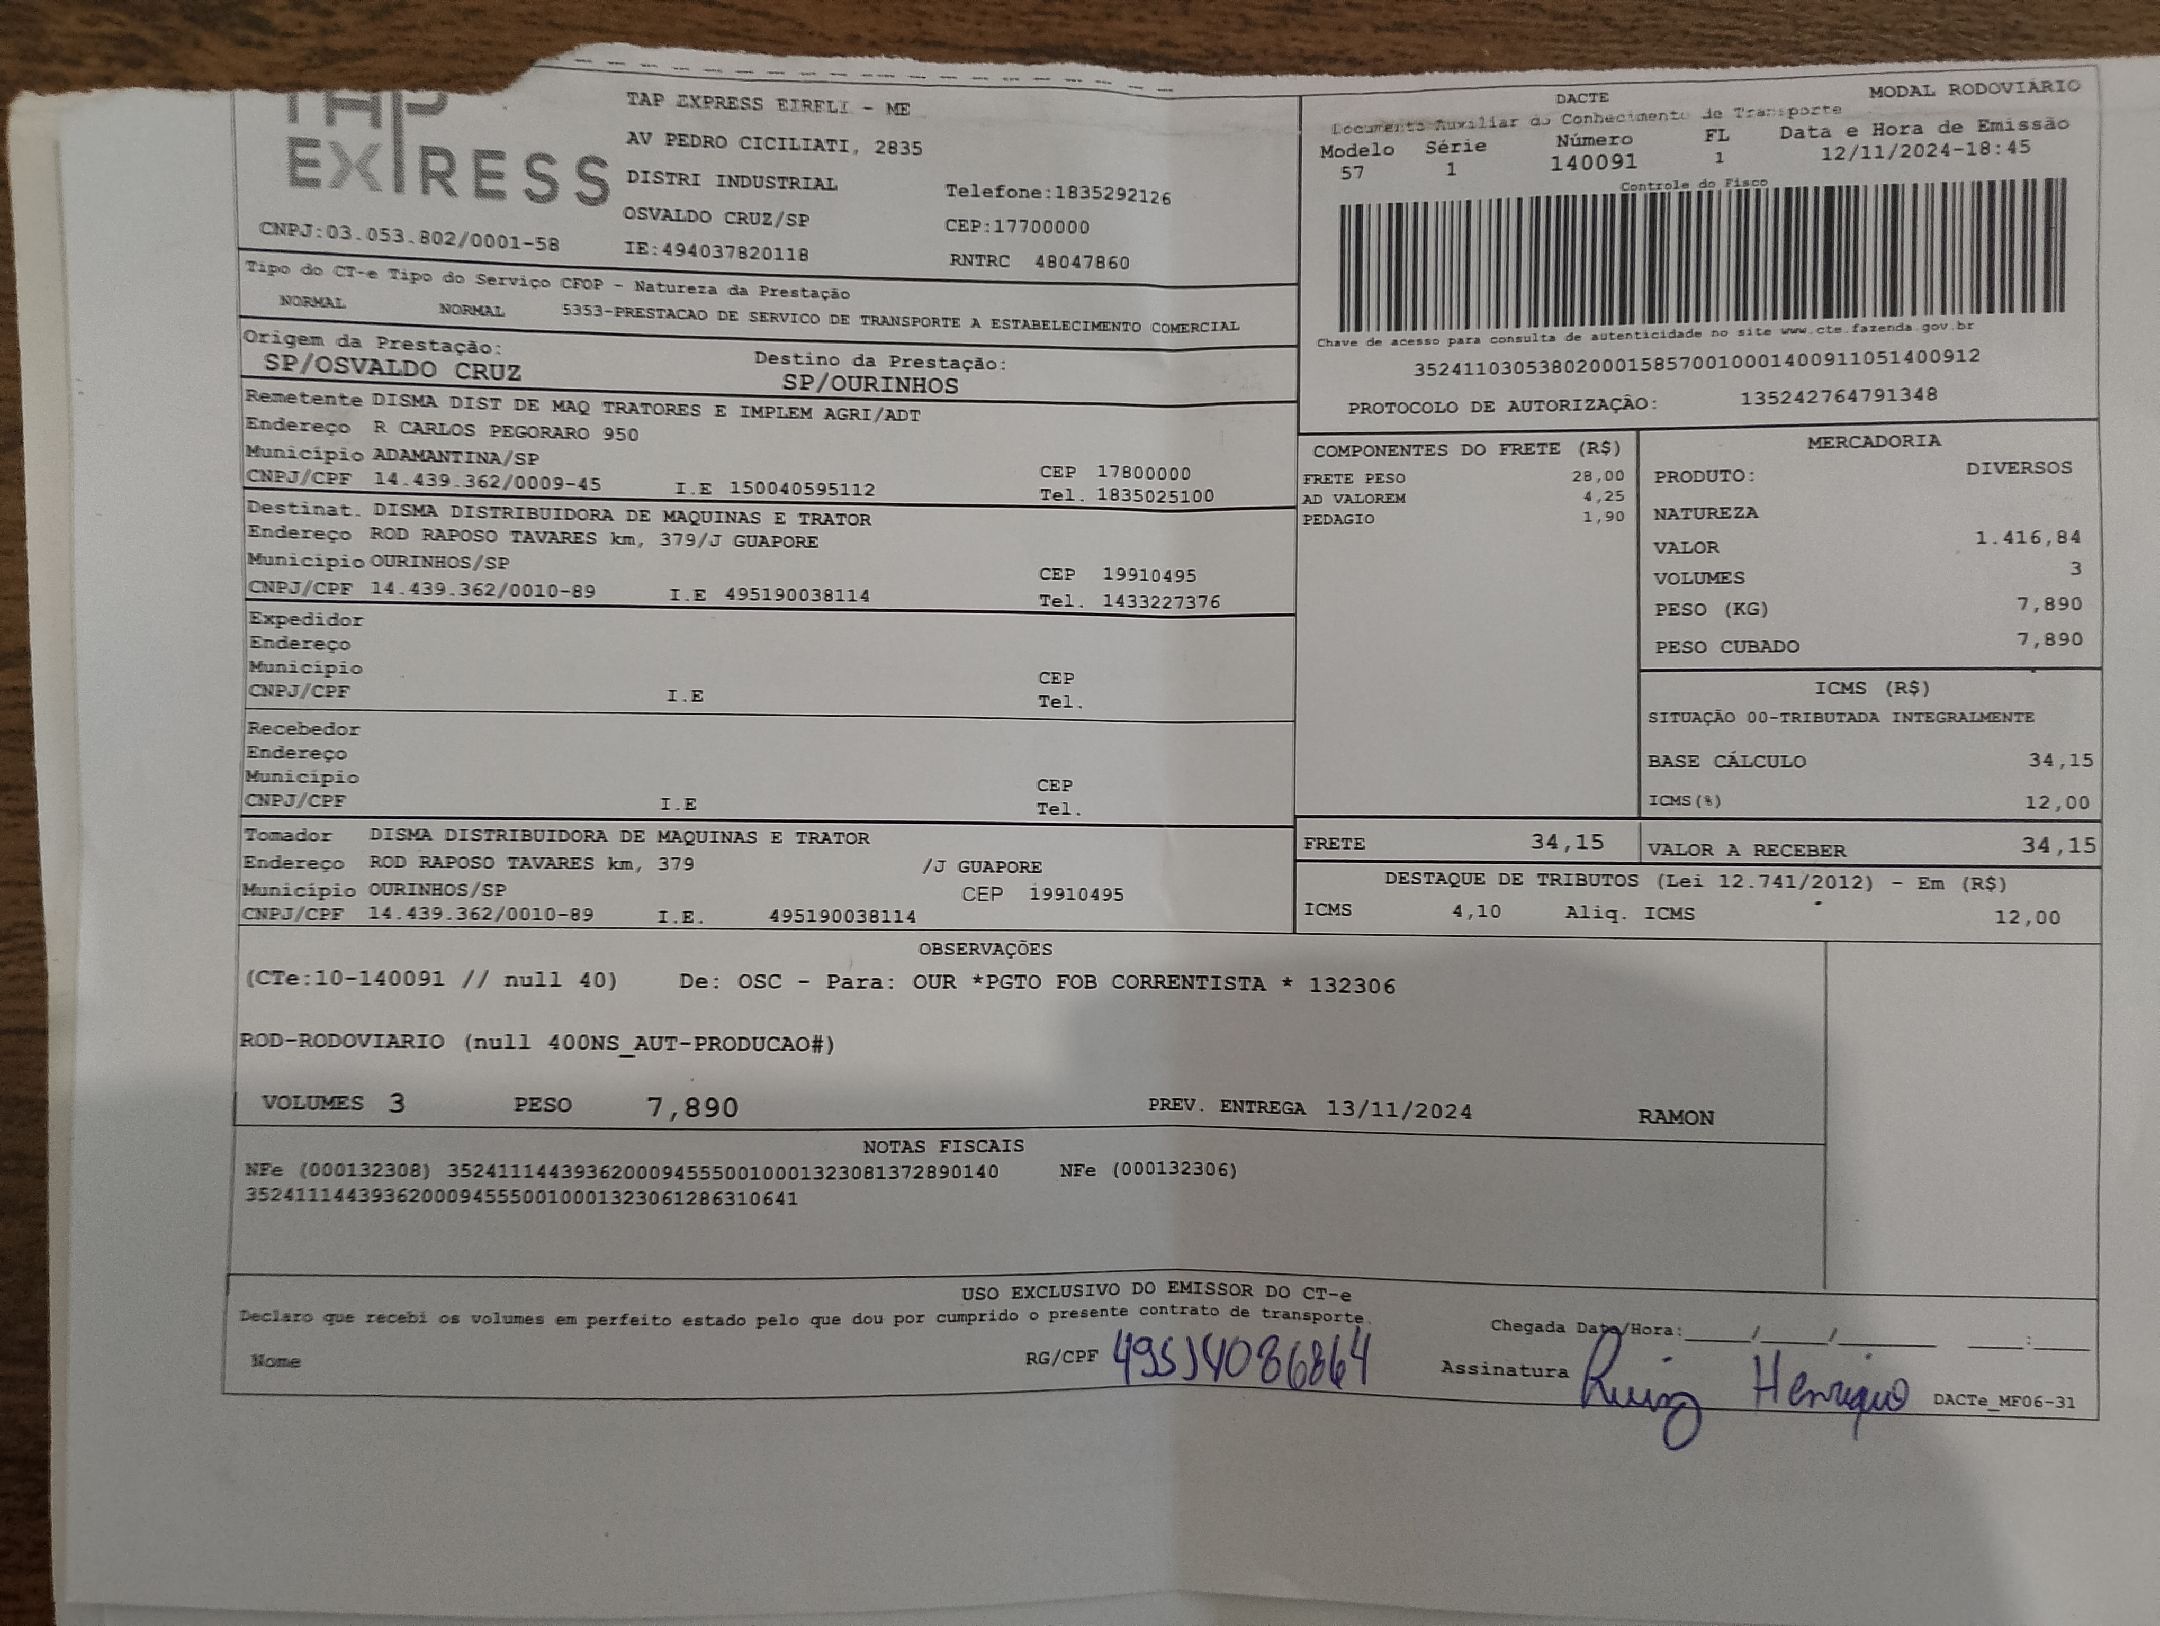 TAP
EXPRESS
TAP EXPRESS EIRELI - ME
AV PEDRO CICILIATI, 2835
DISTRI INDUSTRIAL
Telefone:1835292126
OSVALDO CRUZ/SP
CEP:17700000
CNPJ:03.053.802/0001-58
IE:494037820118
RNTRC 48047860
DACTE
MODAL RODOVIÁRIO
Documento Auxiliar do Conhecimento de Transporte
Modelo Série Número FL Data e Hora de Emissão
57 1 140091 1 12/11/2024-18:45
Controle do Fisco
Chave de acesso para consulta de autenticidade no site www.cte.fazenda.gov.br
35241103053802000158570010001400911051400912
PROTOCOLO DE AUTORIZAÇÃO: 135242764791348
Tipo do CT-e Tipo do Serviço CFOP - Natureza da Prestação
NORMAL NORMAL 5353-PRESTACAO DE SERVICO DE TRANSPORTE A ESTABELECIMENTO COMERCIAL
Origem da Prestação: Destino da Prestação:
SP/OSVALDO CRUZ SP/OURINHOS
Remetente DISMA DIST DE MAQ TRATORES E IMPLEM AGRI/ADT
Endereço R CARLOS PEGORARO 950
Município ADAMANTINA/SP CEP 17800000
CNPJ/CPF 14.439.362/0009-45 I.E 150040595112 Tel. 1835025100
Destinat. DISMA DISTRIBUIDORA DE MAQUINAS E TRATOR
Endereço ROD RAPOSO TAVARES km, 379/J GUAPORE
Município OURINHOS/SP CEP 19910495
CNPJ/CPF 14.439.362/0010-89 I.E 495190038114 Tel. 1433227376
Expedidor
Endereço
Município CEP
CNPJ/CPF I.E Tel.
Recebedor
Endereço
Município CEP
CNPJ/CPF I.E Tel.
Tomador DISMA DISTRIBUIDORA DE MAQUINAS E TRATOR
Endereço ROD RAPOSO TAVARES km, 379 /J GUAPORE
Município OURINHOS/SP CEP 19910495
CNPJ/CPF 14.439.362/0010-89 I.E. 495190038114
COMPONENTES DO FRETE (R$)
FRETE PESO 28,00
AD VALOREM 4,25
PEDAGIO 1,90
MERCADORIA
PRODUTO: DIVERSOS
NATUREZA
VALOR 1.416,84
VOLUMES 3
PESO (KG) 7,890
PESO CUBADO 7,890
ICMS (R$)
SITUAÇÃO 00-TRIBUTADA INTEGRALMENTE
BASE CÁLCULO 34,15
ICMS(%) 12,00
FRETE 34,15 VALOR A RECEBER 34,15
DESTAQUE DE TRIBUTOS (Lei 12.741/2012) - Em (R$)
ICMS 4,10 Aliq. ICMS 12,00
OBSERVAÇÕES
(CTe:10-140091 // null 40) De: OSC - Para: OUR *PGTO FOB CORRENTISTA * 132306
ROD-RODOVIARIO (null 400NS_AUT-PRODUCAO#)
VOLUMES 3 PESO 7,890 PREV. ENTREGA 13/11/2024 RAMON
NOTAS FISCAIS
NFe (000132308) 35241114439362000945550010001323081372890140 NFe (000132306)
35241114439362000945550010001323061286310641
USO EXCLUSIVO DO EMISSOR DO CT-e
Declaro que recebi os volumes em perfeito estado pelo que dou por cumprido o presente contrato de transporte.
Chegada Data/Hora:____/____/______ ___:___
Nome RG/CPF Assinatura Henrique DACTe_MF06-31